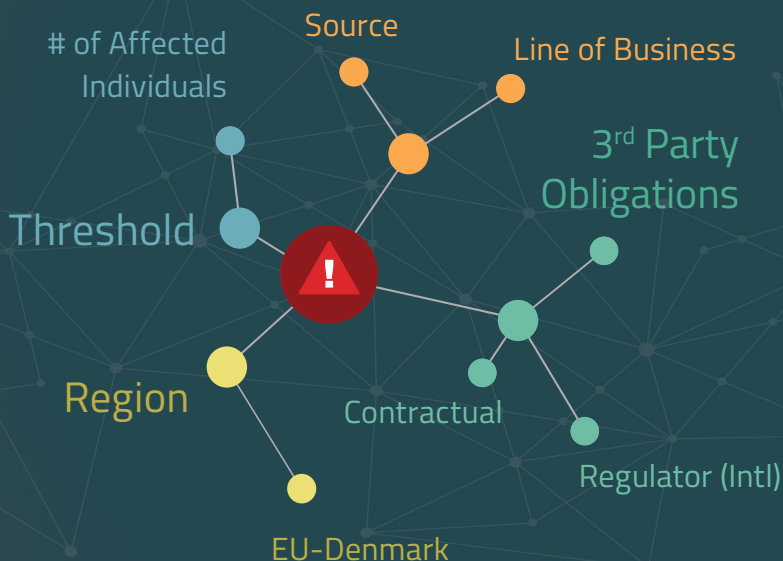 Source
# of Affected
Individuals
Line of Business
3rd Party
Obligations
Threshold
!
Region
Contractual
Regulator (Intl)
EU-Denmark